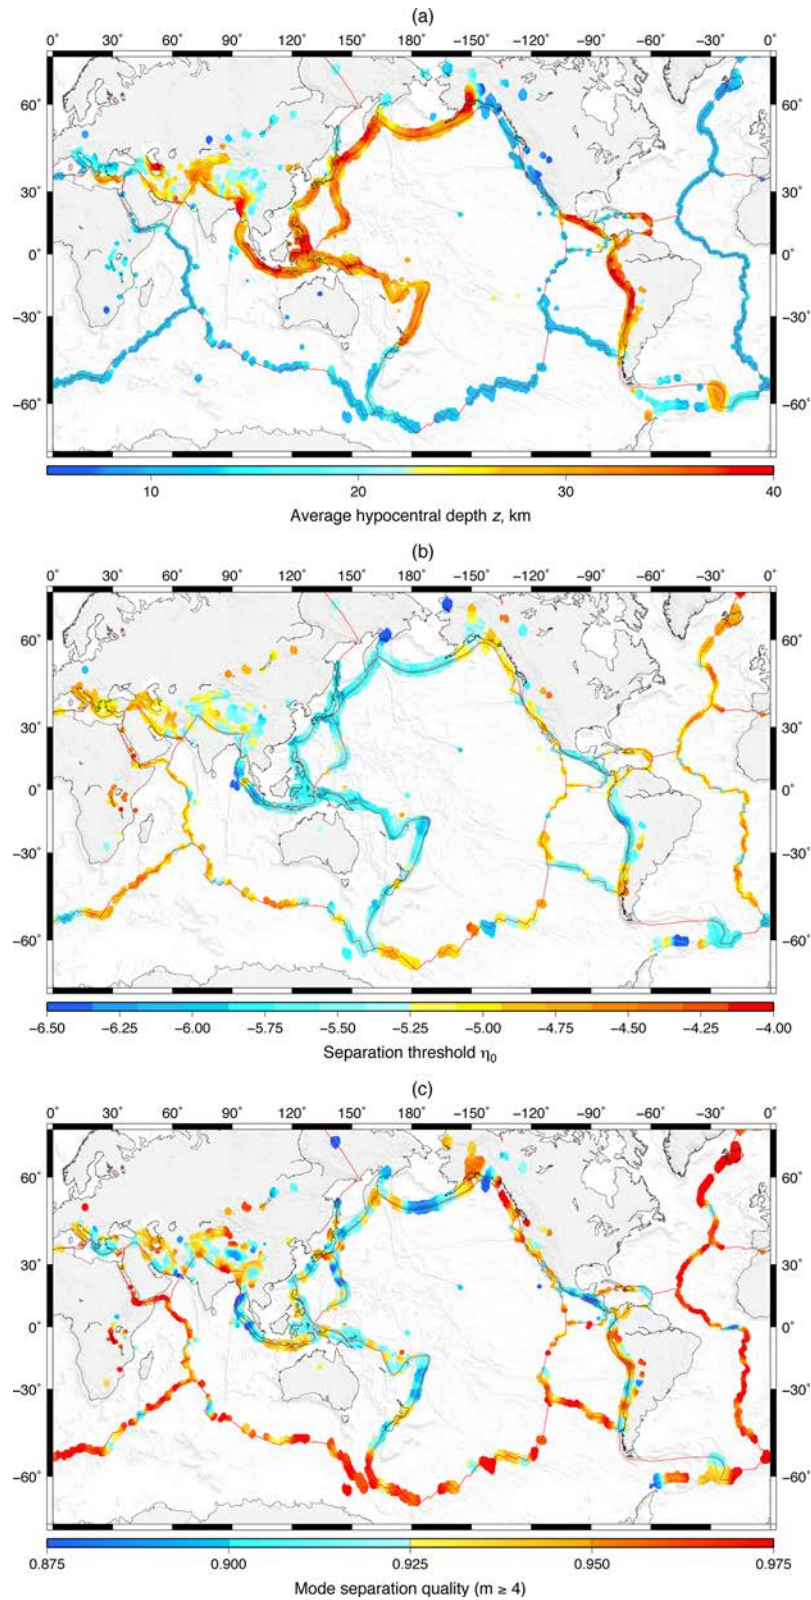 (a)
0° 30° 60° 90° 120° 150° 180° −150° −120° −90° −60° −30° 0°
60° 60°
30° 30°
0° 0°
−30° −30°
−60° −60°
10 20 30 40
Average hypocentral depth z, km
(b)
0° 30° 60° 90° 120° 150° 180° −150° −120° −90° −60° −30° 0°
60° 60°
30° 30°
0° 0°
−30° −30°
−60° −60°
−6.50 −6.25 −6.00 −5.75 −5.50 −5.25 −5.00 −4.75 −4.50 −4.25 −4.00
Separation threshold η₀
(c)
0° 30° 60° 90° 120° 150° 180° −150° −120° −90° −60° −30° 0°
60° 60°
30° 30°
0° 0°
−30° −30°
−60° −60°
0.875 0.900 0.925 0.950 0.975
Mode separation quality (m ≥ 4)